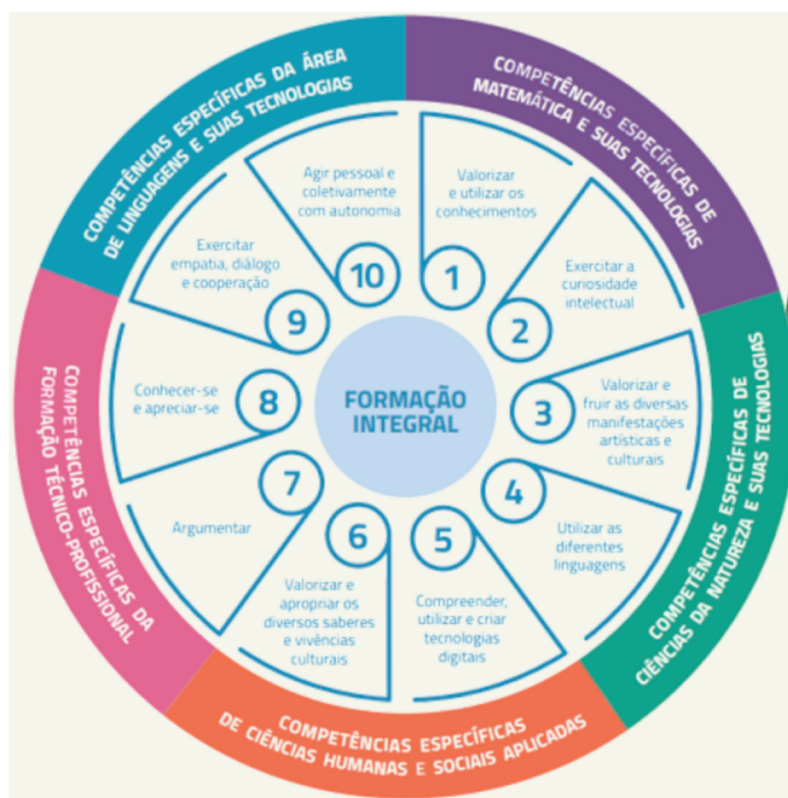 COMPETÊNCIAS ESPECÍFICAS DA ÁREA
DE LINGUAGENS E SUAS TECNOLOGIAS
COMPETÊNCIAS ESPECÍFICAS DE
MATEMÁTICA E SUAS TECNOLOGIAS
COMPETÊNCIAS ESPECÍFICAS DE
CIÊNCIAS DA NATUREZA E SUAS TECNOLOGIAS
COMPETÊNCIAS ESPECÍFICAS
DE CIÊNCIAS HUMANAS E SOCIAIS APLICADAS
COMPETÊNCIAS ESPECÍFICAS DA
FORMAÇÃO TÉCNICO-PROFISSIONAL
FORMAÇÃO
INTEGRAL
1
Valorizar
e utilizar os
conhecimentos
2
Exercitar a
curiosidade
intelectual
3
Valorizar e
fruir as diversas
manifestações
artísticas e
culturais
4
Utilizar as
diferentes
linguagens
5
Compreender,
utilizar e criar
tecnologias
digitais
6
Valorizar e
apropriar os
diversos saberes
e vivências
culturais
7
Argumentar
8
Conhecer-se
e apreciar-se
9
Exercitar
empatia, diálogo
e cooperação
10
Agir pessoal e
coletivamente
com autonomia